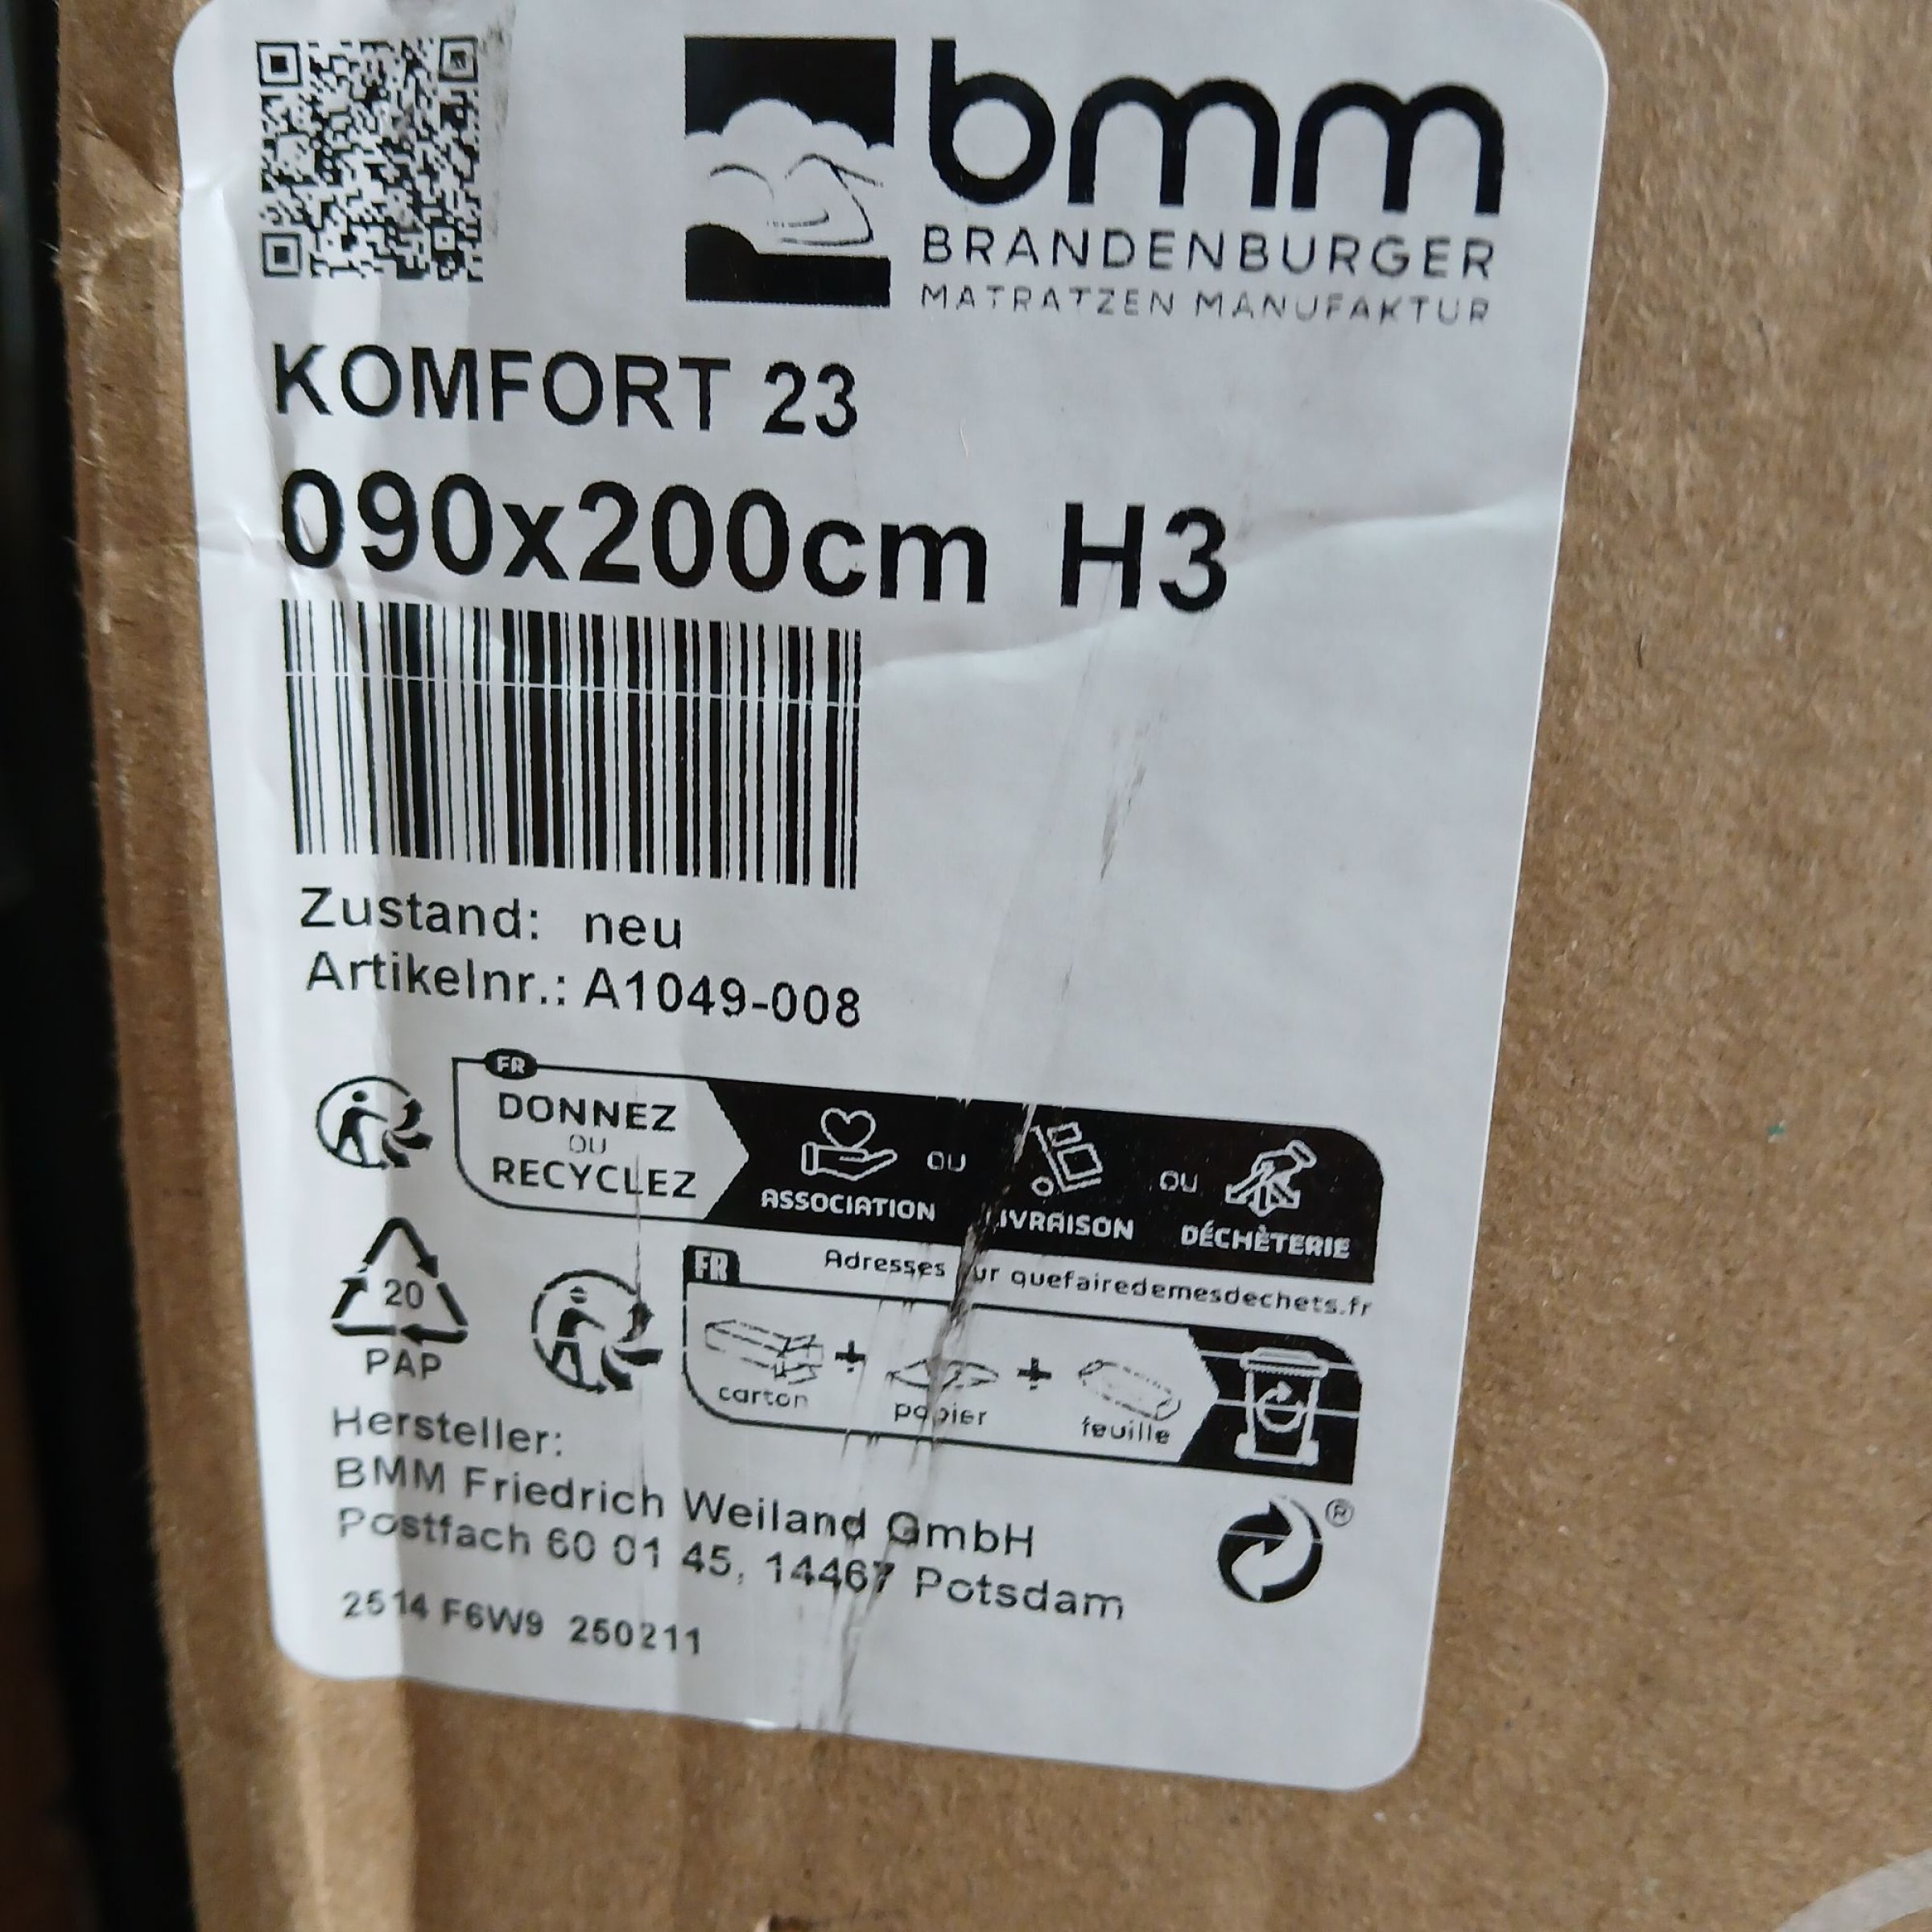 bmm
BRANDENBURGER
MATRATZEN MANUFAKTUR
KOMFORT 23
090x200cm H3
Zustand: neu
Artikelnr.: A1049-008
FR
DONNEZ
OU
RECYCLEZ
ASSOCIATION
OU
LIVRAISON
OU
DÉCHÈTERIE
Adresses sur quefairedemesdechets.fr
20
PAP
FR
carton
+
papier
+
feuille
Hersteller:
BMM Friedrich Weiland GmbH
Postfach 60 01 45, 14467 Potsdam
®
2514 F6W9 250211